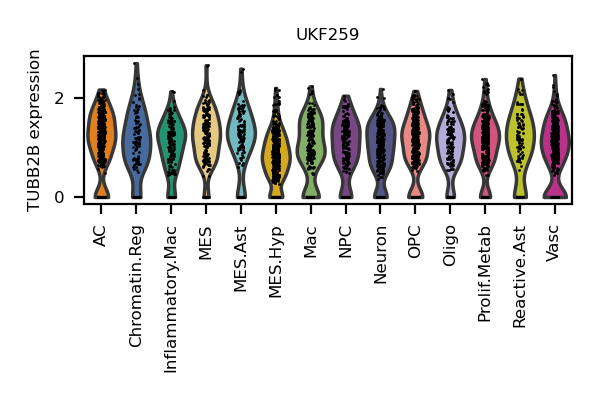 UKF259
TUBB2B expression
2
0
AC
Chromatin.Reg
Inflammatory.Mac
MES
MES.Ast
MES.Hyp
Mac
NPC
Neuron
OPC
Oligo
Prolif.Metab
Reactive.Ast
Vasc